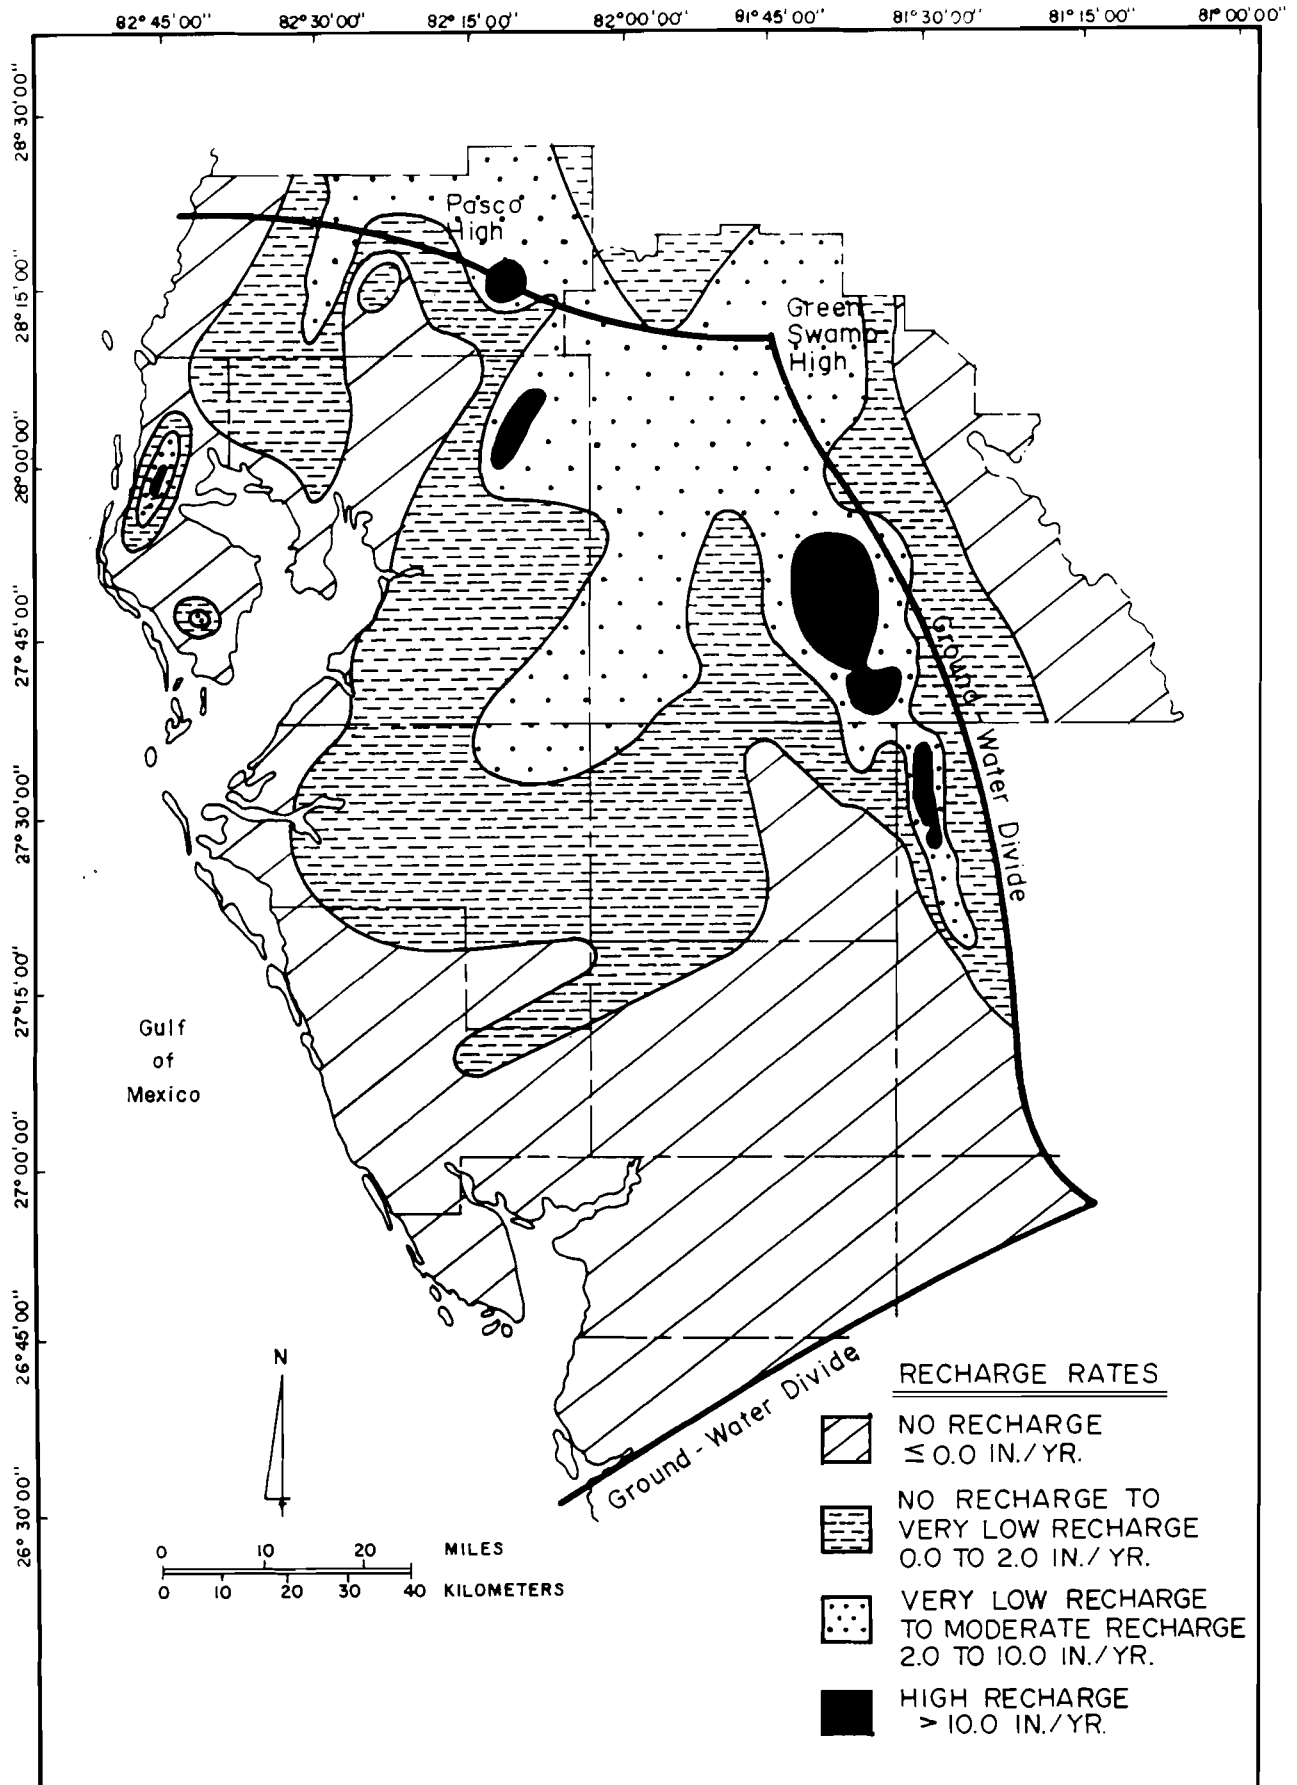 82° 45' 00"
82° 30' 00"
82° 15' 00"
82° 00' 00"
81° 45' 00"
81° 30' 00"
81° 15' 00"
81° 00' 00"
28° 30' 00"
28° 15' 00"
28° 00' 00"
27° 45' 00"
27° 30' 00"
27° 15' 00"
27° 00' 00"
26° 45' 00"
26° 30' 00"
Pasco
High
Green
Swamp
High
Ground - Water Divide
Gulf
of
Mexico
Ground - Water Divide
N
0 10 20 MILES
0 10 20 30 40 KILOMETERS
RECHARGE RATES
NO RECHARGE
≤ 0.0 IN./YR.
NO RECHARGE TO
VERY LOW RECHARGE
0.0 TO 2.0 IN./YR.
VERY LOW RECHARGE
TO MODERATE RECHARGE
2.0 TO 10.0 IN./YR.
HIGH RECHARGE
> 10.0 IN./YR.